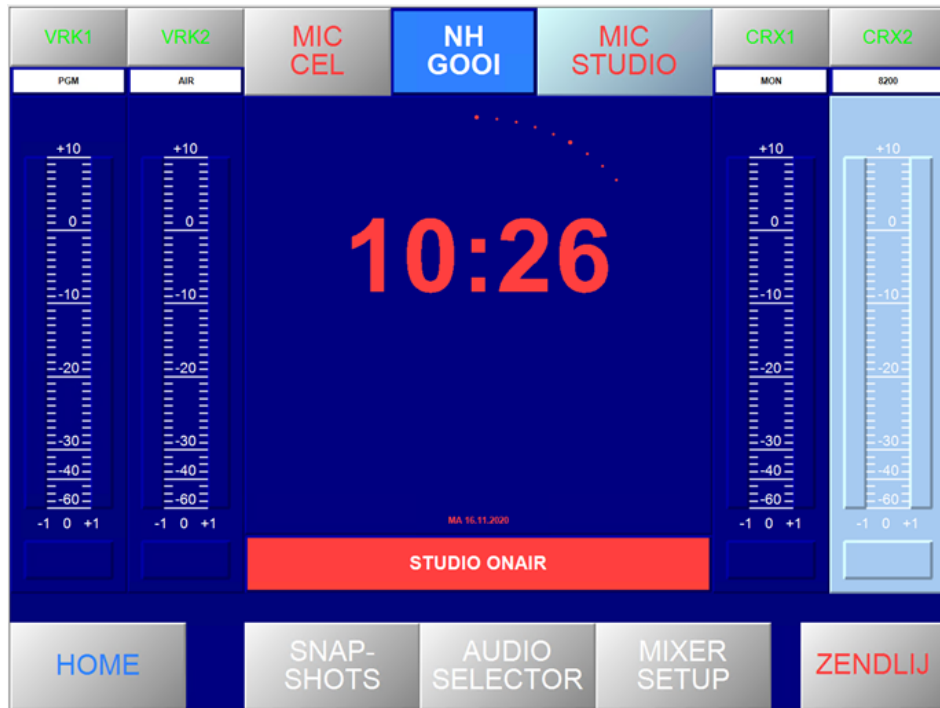 VRK1
VRK2
MIC
CEL
NH
GOOI
MIC
STUDIO
CRX1
CRX2
PGM
AIR
MON
8200
+10
0
-10
-20
-30
-40
-60
-1 0 +1
+10
0
-10
-20
-30
-40
-60
-1 0 +1
10:26
MA 16.11.2020
STUDIO ONAIR
+10
0
-10
-20
-30
-40
-60
-1 0 +1
+10
0
-10
-20
-30
-40
-60
-1 0 +1
HOME
SNAP-
SHOTS
AUDIO
SELECTOR
MIXER
SETUP
ZENDLIJ